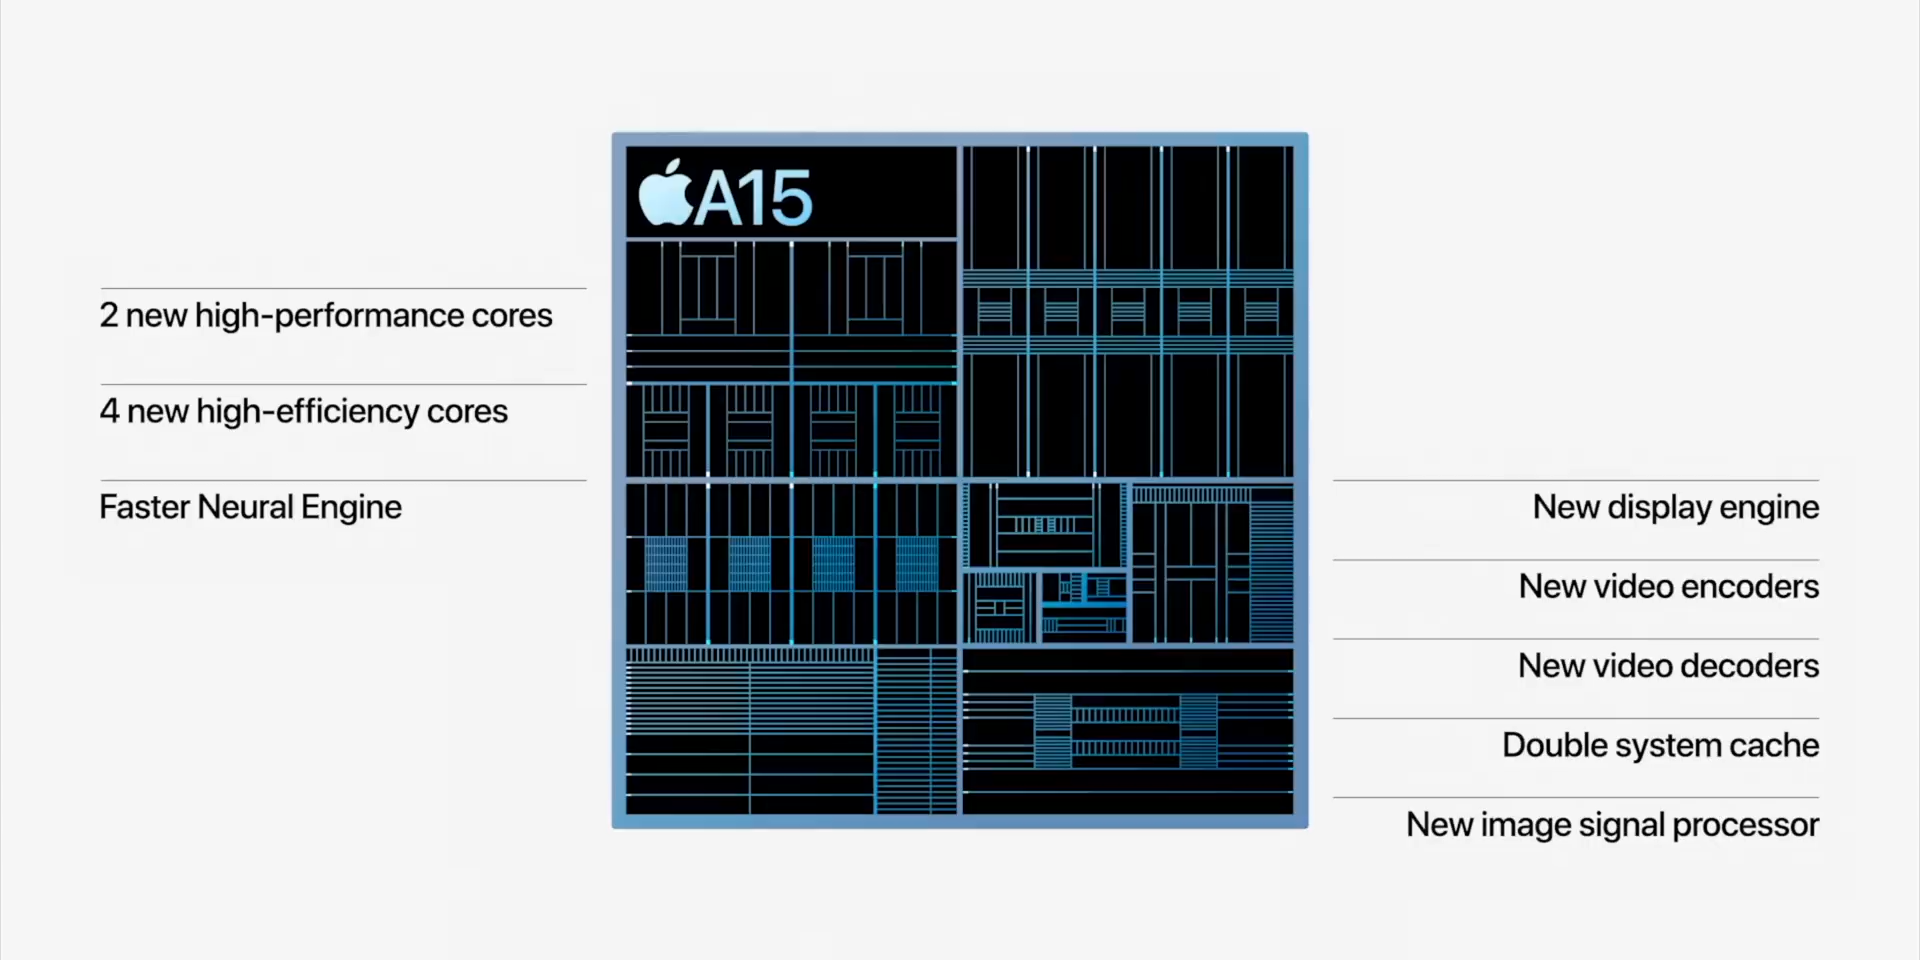 A15
2 new high-performance cores
4 new high-efficiency cores
Faster Neural Engine
New display engine
New video encoders
New video decoders
Double system cache
New image signal processor